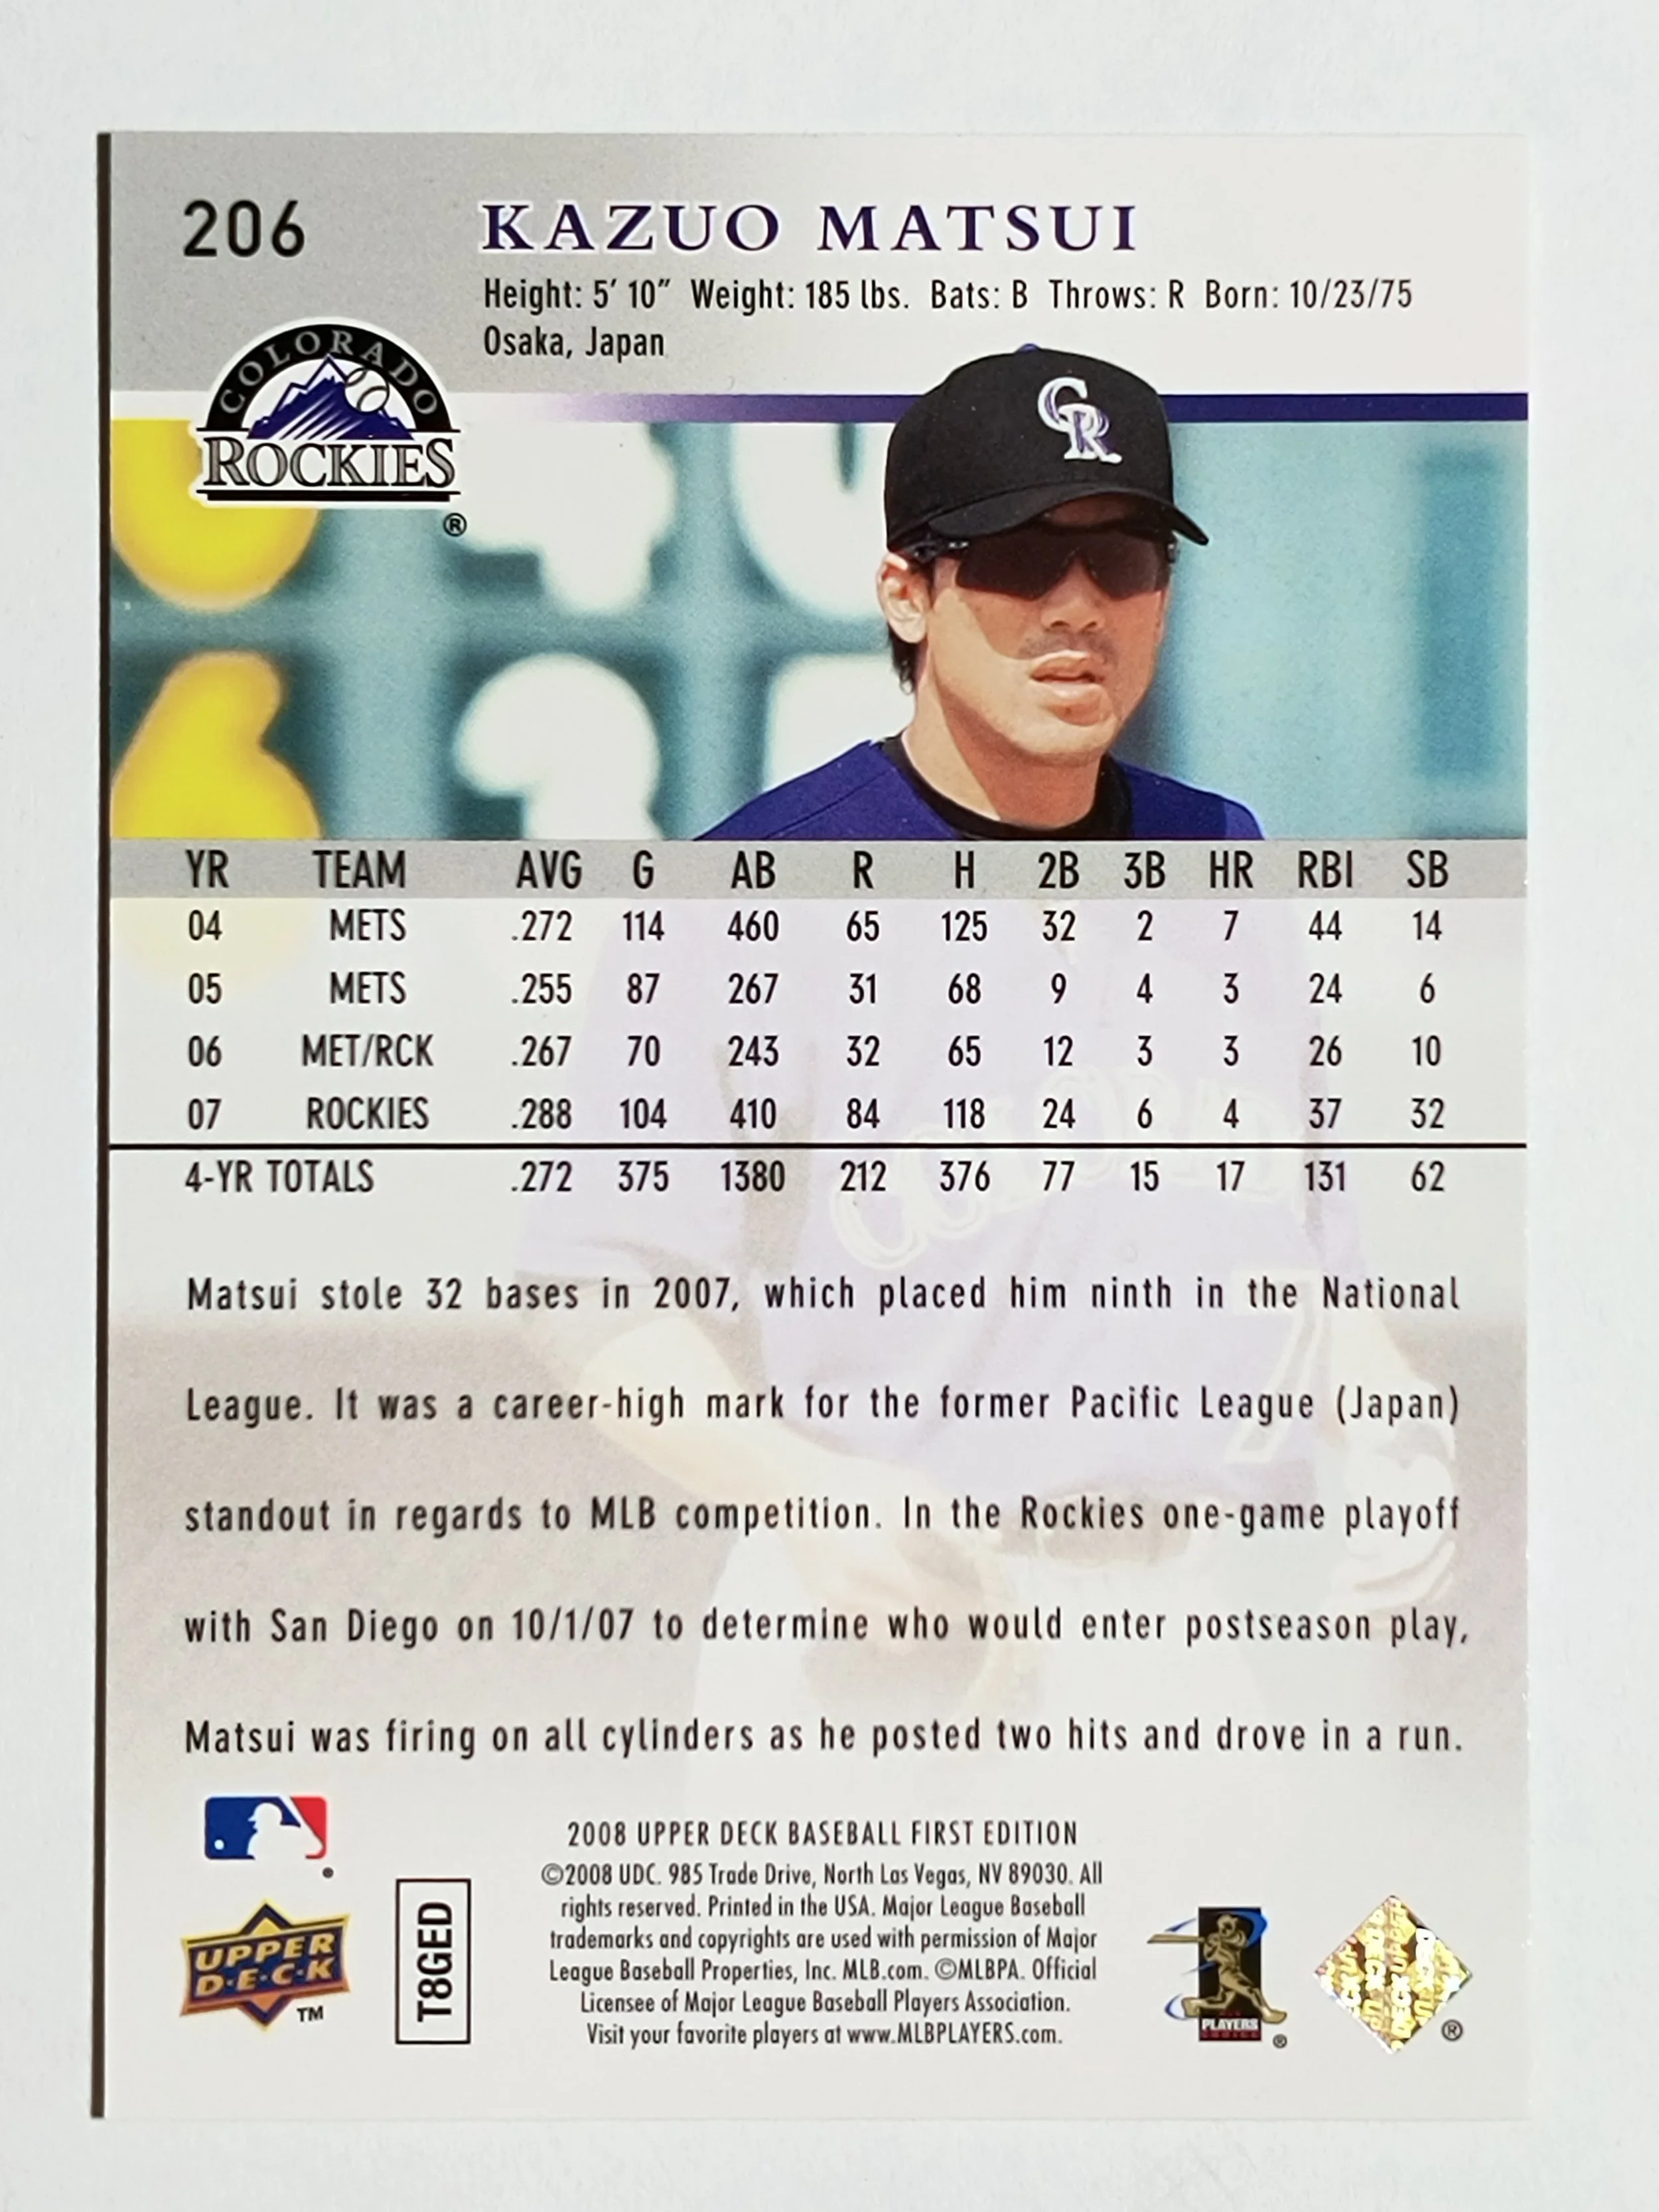 206
KAZUO MATSUI
Height: 5' 10" Weight: 185 lbs. Bats: B Throws: R Born: 10/23/75
Osaka, Japan
COLORADO
ROCKIES
®
CR
YR TEAM AVG G AB R H 2B 3B HR RBI SB
04 METS .272 114 460 65 125 32 2 7 44 14
05 METS .255 87 267 31 68 9 4 3 24 6
06 MET/RCK .267 70 243 32 65 12 3 3 26 10
07 ROCKIES .288 104 410 84 118 24 6 4 37 32
4-YR TOTALS .272 375 1380 212 376 77 15 17 131 62
Matsui stole 32 bases in 2007, which placed him ninth in the National
League. It was a career-high mark for the former Pacific League (Japan)
standout in regards to MLB competition. In the Rockies one-game playoff
with San Diego on 10/1/07 to determine who would enter postseason play,
Matsui was firing on all cylinders as he posted two hits and drove in a run.
2008 UPPER DECK BASEBALL FIRST EDITION
©2008 UDC. 985 Trade Drive, North Las Vegas, NV 89030. All
rights reserved. Printed in the USA. Major League Baseball
trademarks and copyrights are used with permission of Major
League Baseball Properties, Inc. MLB.com. ©MLBPA. Official
Licensee of Major League Baseball Players Association.
Visit your favorite players at www.MLBPLAYERS.com.
UPPER
D·E·C·K
TM
T8GED
PLAYERS
CHOICE
®
®